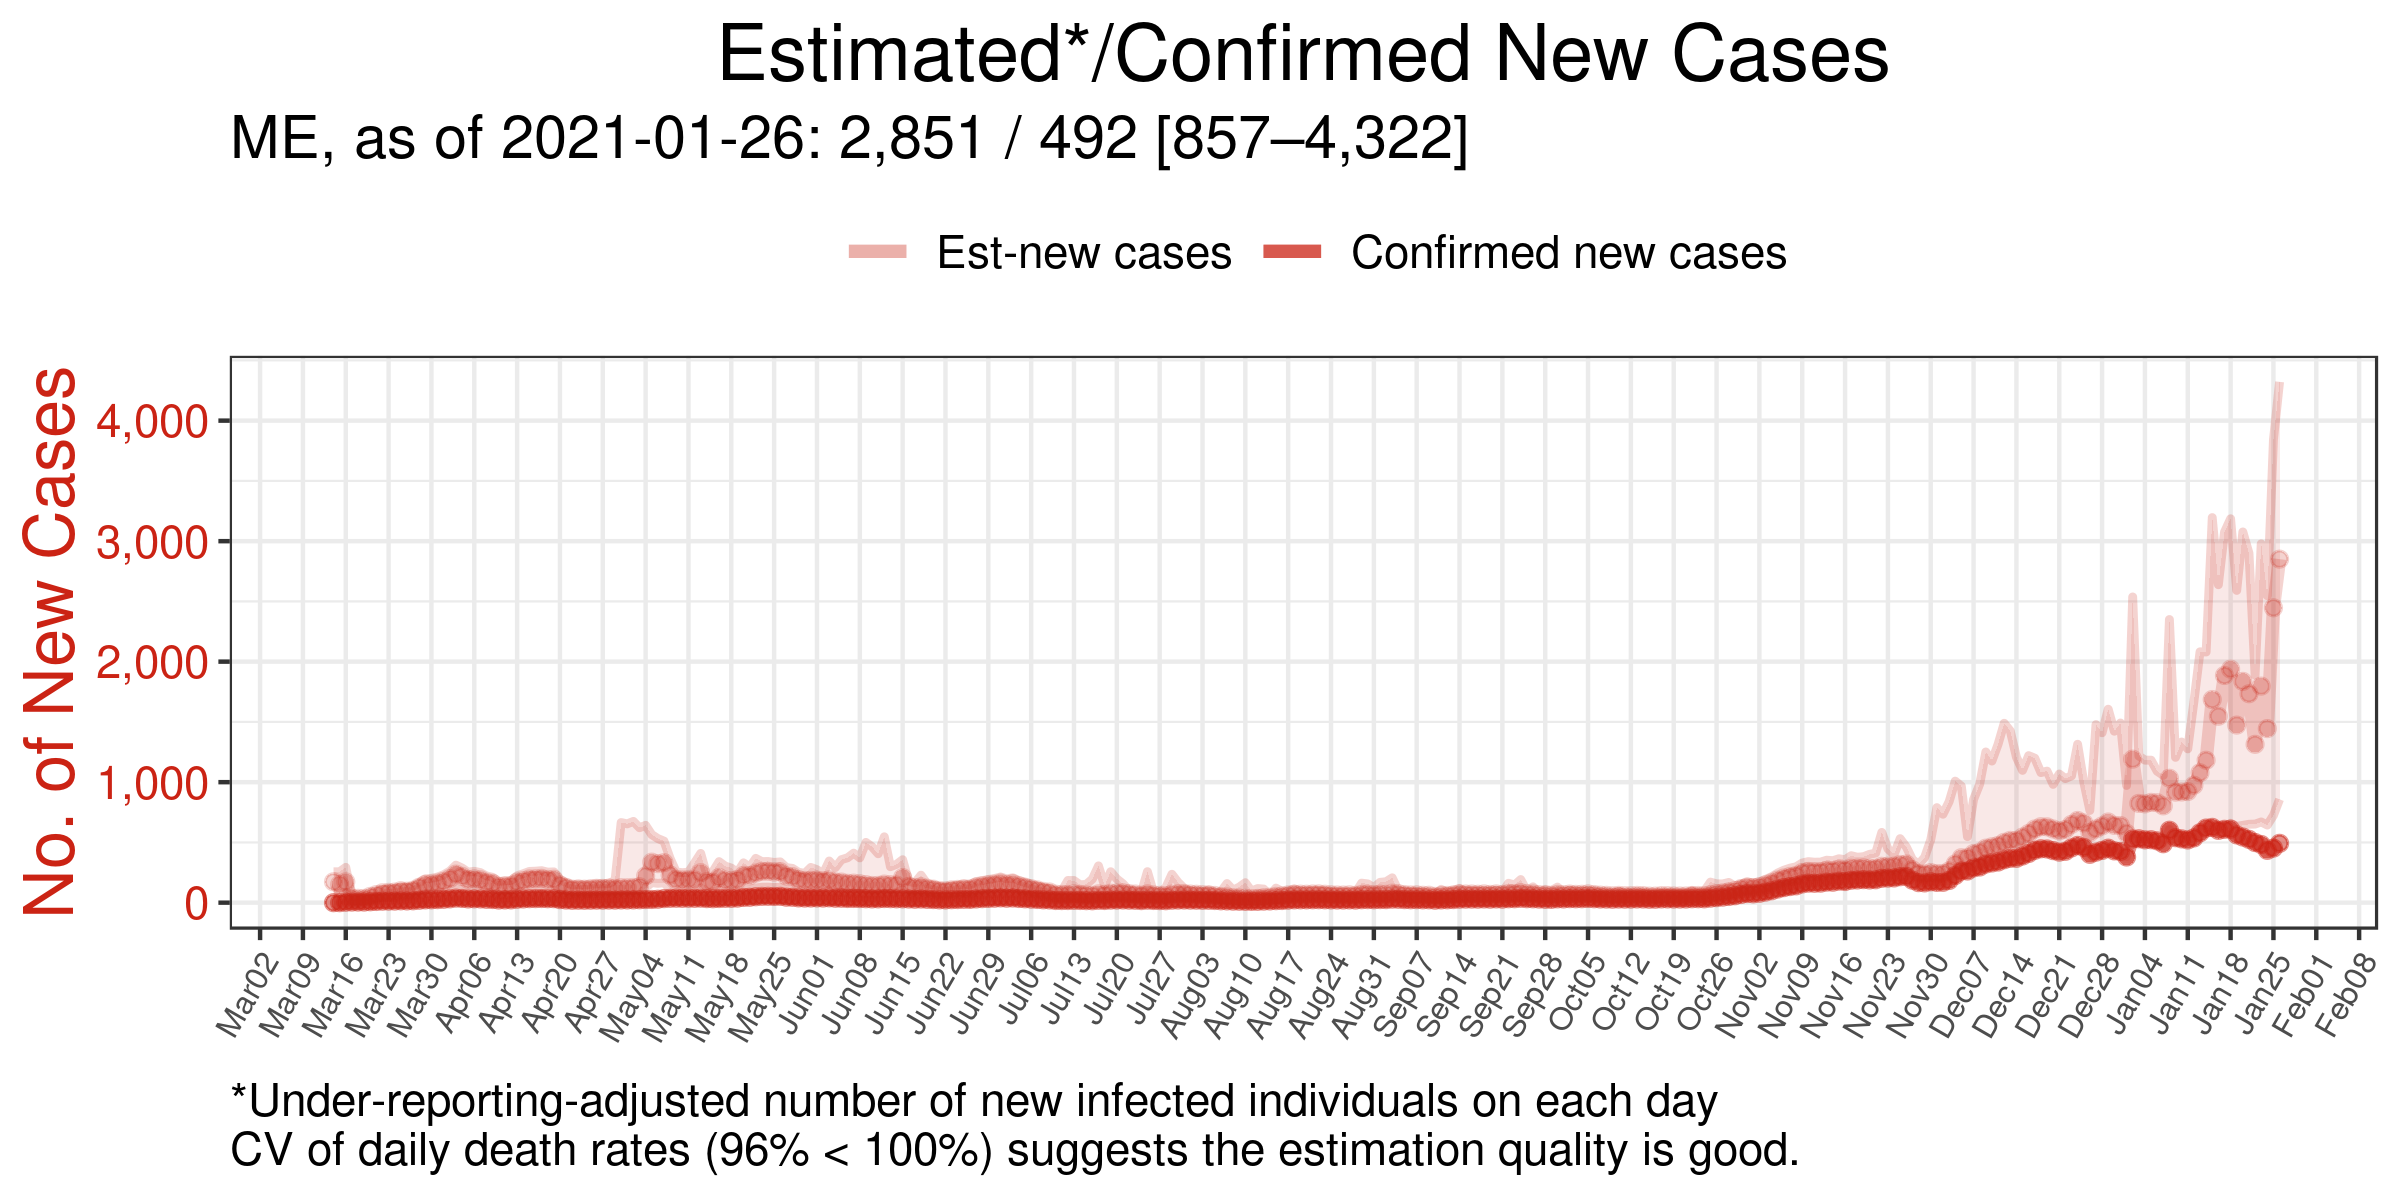 Estimated*/Confirmed New Cases
ME, as of 2021-01-26: 2,851 / 492 [857–4,322]
Est-new cases Confirmed new cases
No. of New Cases
4,000
3,000
2,000
1,000
0
Mar02 Mar09 Mar16 Mar23 Mar30 Apr06 Apr13 Apr20 Apr27 May04 May11 May18 May25 Jun01 Jun08 Jun15 Jun22 Jun29 Jul06 Jul13 Jul20 Jul27 Aug03 Aug10 Aug17 Aug24 Aug31 Sep07 Sep14 Sep21 Sep28 Oct05 Oct12 Oct19 Oct26 Nov02 Nov09 Nov16 Nov23 Nov30 Dec07 Dec14 Dec21 Dec28 Jan04 Jan11 Jan18 Jan25 Feb01 Feb08
*Under-reporting-adjusted number of new infected individuals on each day
CV of daily death rates (96% < 100%) suggests the estimation quality is good.